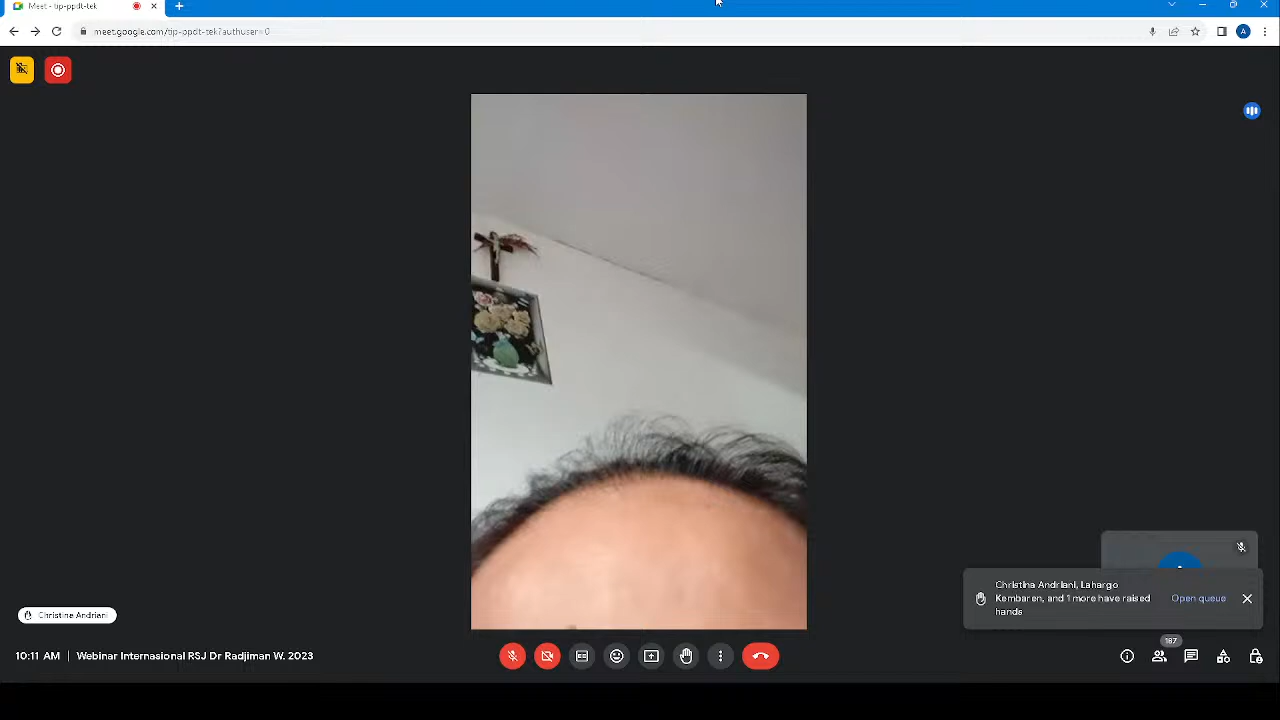 Meet - tip-ppdt-tek
meet.google.com/tip-ppdt-tek?authuser=0
A
Christina Andriani, Lahargo
Kembaren, and 1 more have raised
hands
Open queue
Christine Andriani
187
10:11 AM | Webinar Internasional RSJ Dr Radjiman W. 2023